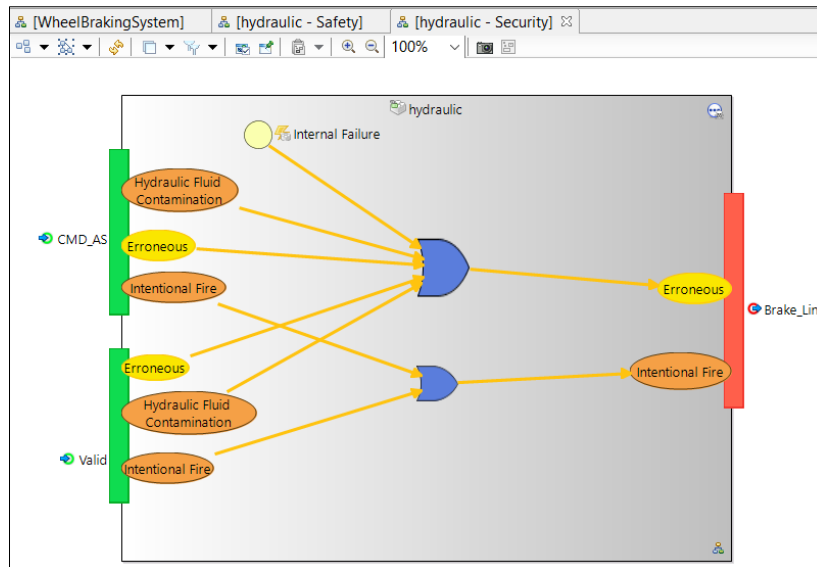 [WheelBrakingSystem]
[hydraulic - Safety]
[hydraulic - Security]
100%
hydraulic
Internal Failure
Hydraulic Fluid
Contamination
CMD_AS
Erroneous
Intentional Fire
Erroneous
Brake_Lin
Erroneous
Intentional Fire
Hydraulic Fluid
Contamination
Valid
Intentional Fire